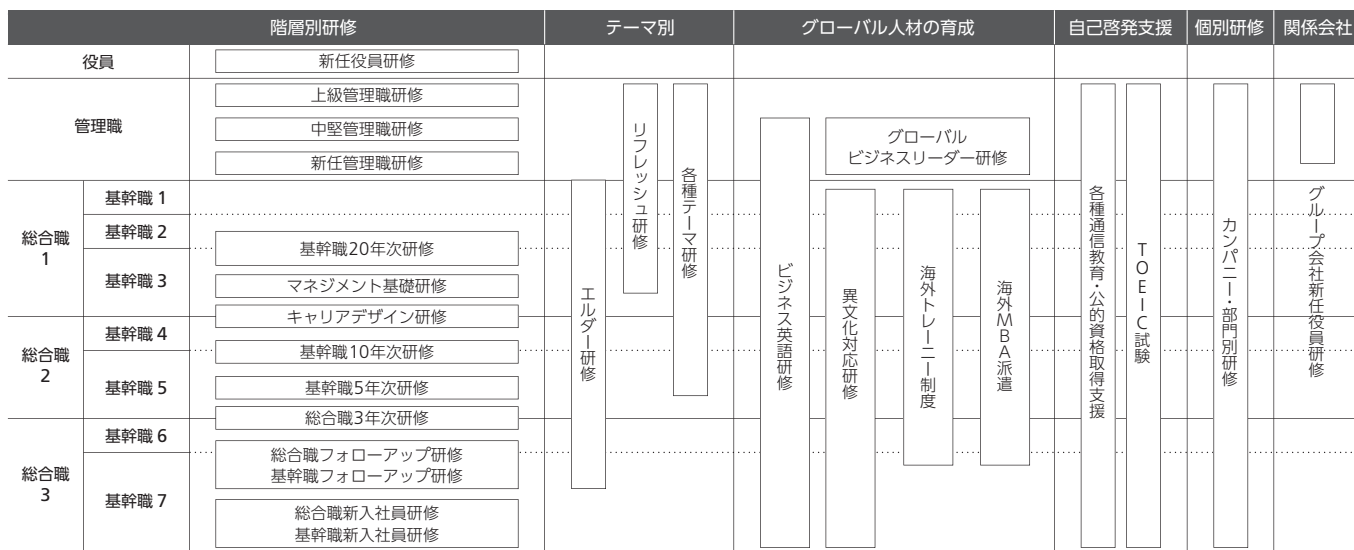 階層別研修
テーマ別
グローバル人材の育成
自己啓発支援
個別研修
関係会社
役員
新任役員研修
管理職
上級管理職研修
中堅管理職研修
新任管理職研修
総合職
1
基幹職 1
基幹職 2
基幹職 3
基幹職20年次研修
マネジメント基礎研修
キャリアデザイン研修
総合職
2
基幹職 4
基幹職 5
基幹職10年次研修
基幹職5年次研修
総合職3年次研修
総合職
3
基幹職 6
基幹職 7
総合職フォローアップ研修
基幹職フォローアップ研修
総合職新入社員研修
基幹職新入社員研修
エルダー研修
リフレッシュ研修
各種テーマ研修
ビジネス英語研修
グローバル
ビジネスリーダー研修
異文化対応研修
海外トレーニー制度
海外MBA派遣
各種通信教育・公的資格取得支援
TOEIC試験
カンパニー・部門別研修
グループ会社新任役員研修